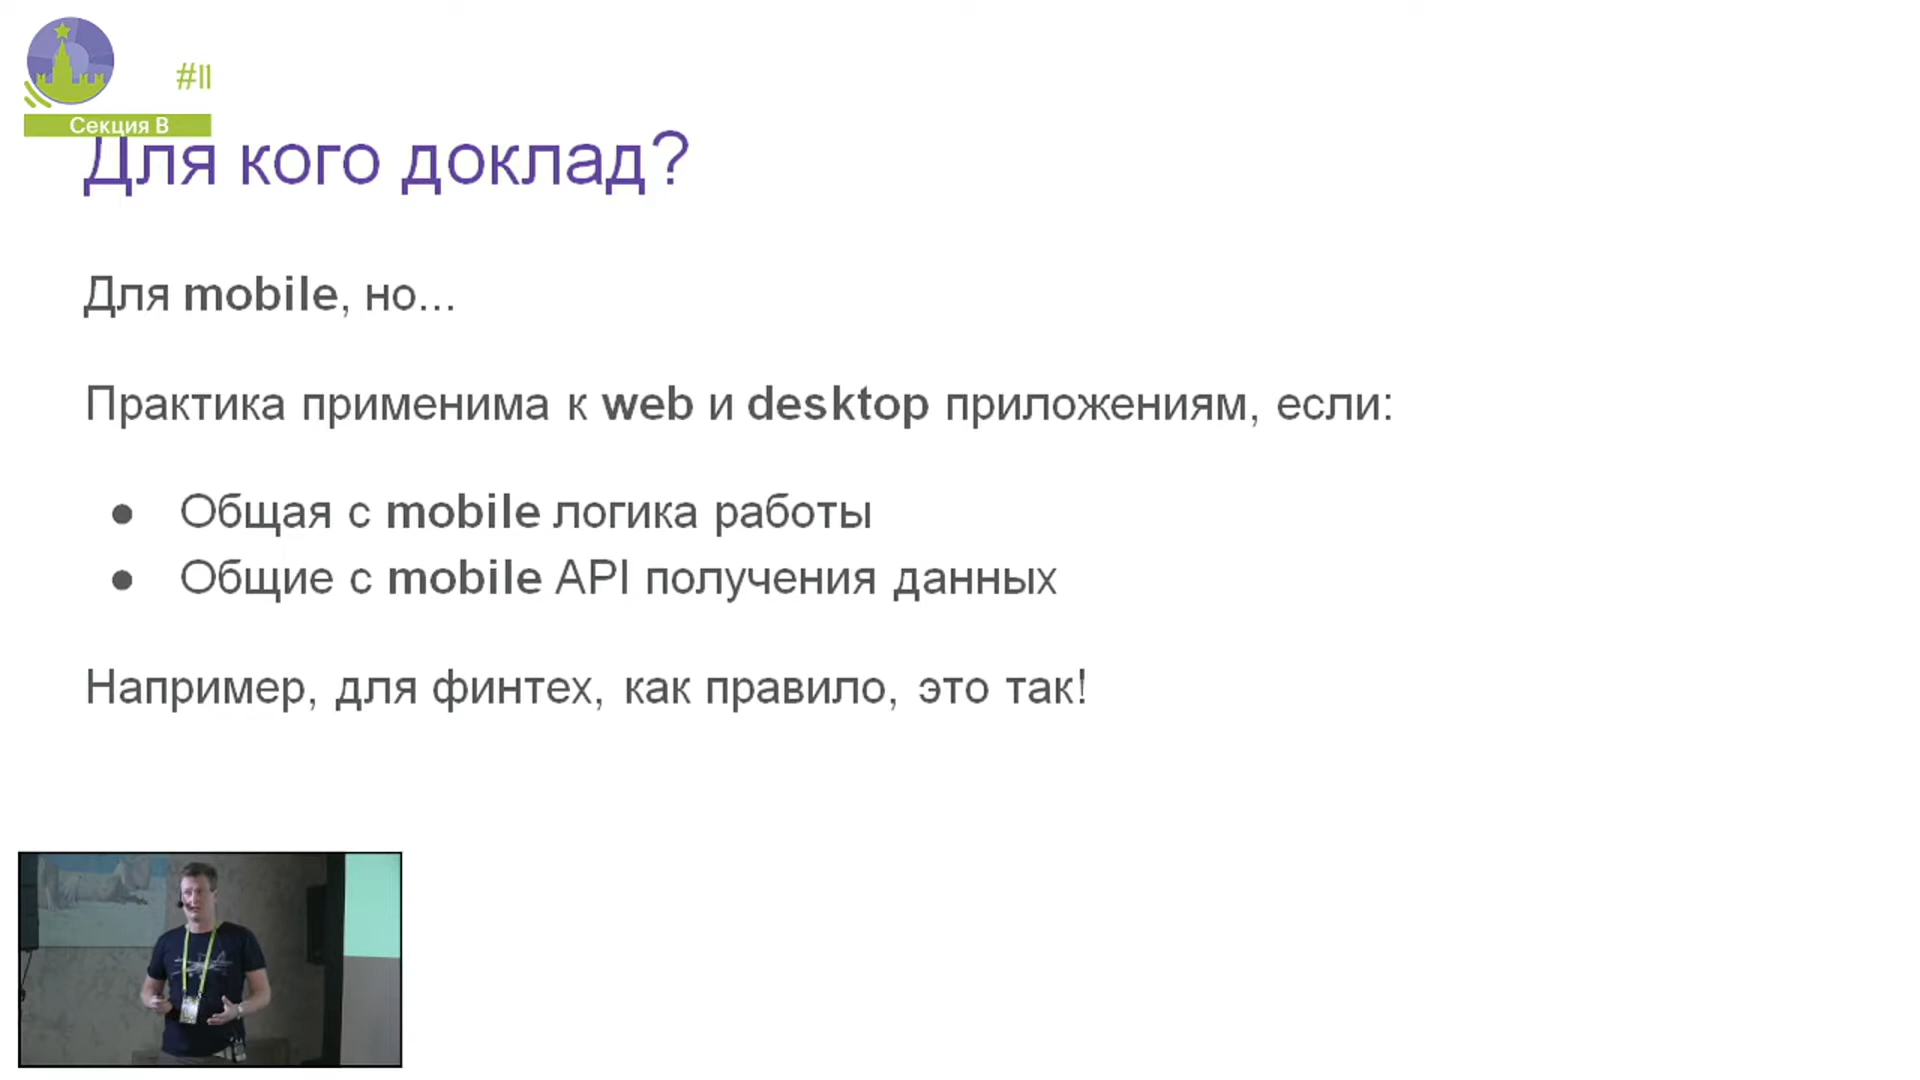 #11
Секция В
Для кого доклад?
Для mobile, но...
Практика применима к web и desktop приложениям, если:
● Общая с mobile логика работы
● Общие с mobile API получения данных
Например, для финтех, как правило, это так!